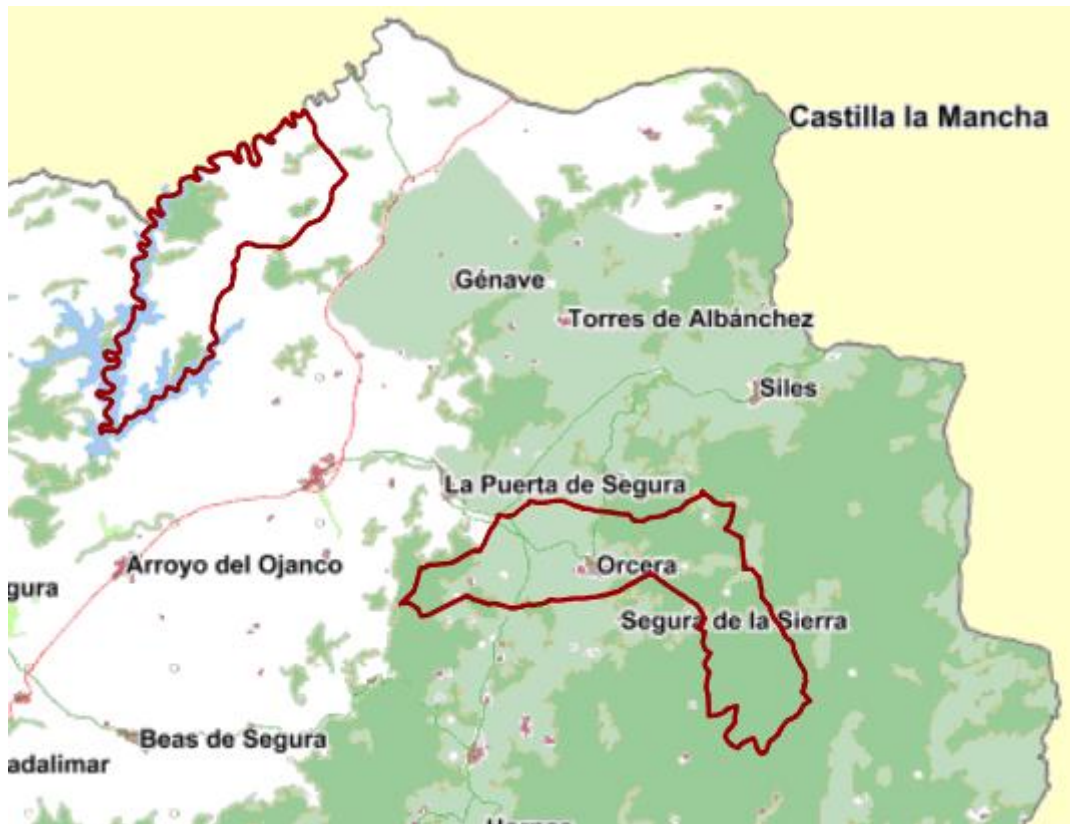 Castilla la Mancha
Génave
Torres de Albánchez
Siles
La Puerta de Segura
Arroyo del Ojanco
Orcera
gura
Segura de la Sierra
Beas de Segura
adalimar